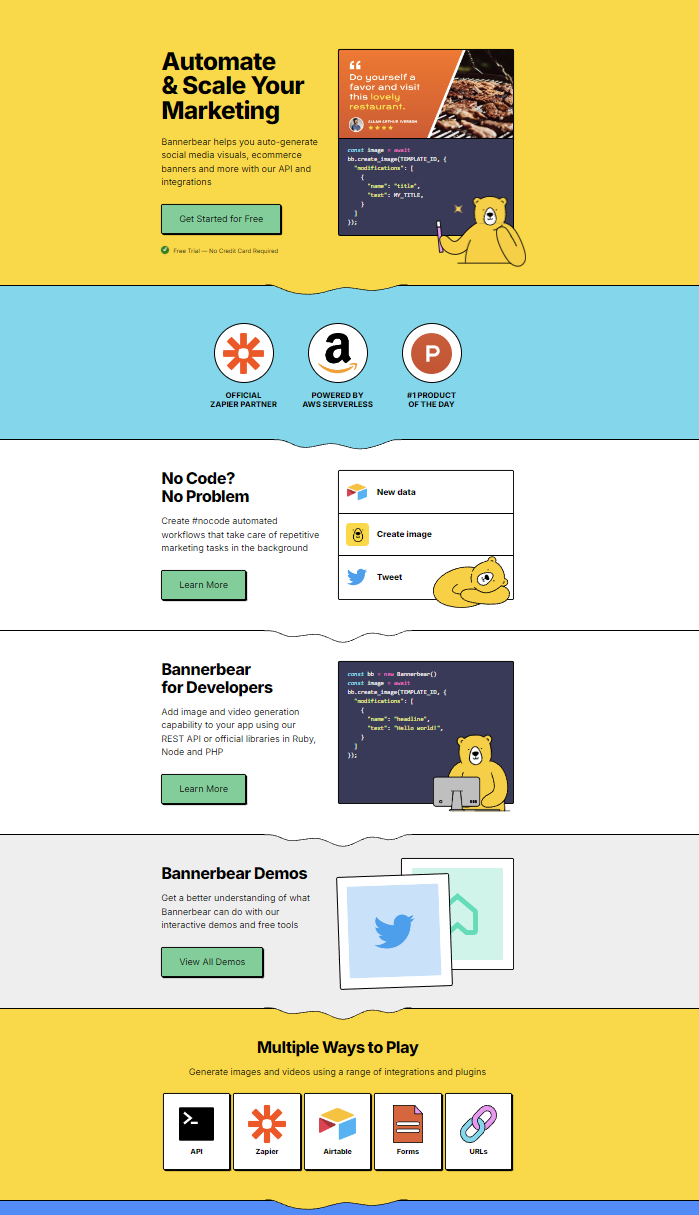 Automate
& Scale Your
Marketing
Bannerbear helps you auto-generate
social media visuals, ecommerce
banners and more with our API and
integrations
Get Started for Free
Free Trial — No Credit Card Required
“
Do yourself a
favor and visit
this lovely
restaurant.
ALLAN ARTHUR IVERSON
★★★★
const image = await
bb.create_image(TEMPLATE_ID, {
"modifications": [
{
"name": "title",
"text": MY_TITLE,
}
]
});
a
P
OFFICIAL
ZAPIER PARTNER
POWERED BY
AWS SERVERLESS
#1 PRODUCT
OF THE DAY
No Code?
No Problem
Create #nocode automated
workflows that take care of repetitive
marketing tasks in the background
Learn More
New data
Create image
Tweet
Bannerbear
for Developers
Add image and video generation
capability to your app using our
REST API or official libraries in Ruby,
Node and PHP
Learn More
const bb = new Bannerbear()
const image = await
bb.create_image(TEMPLATE_ID, {
"modifications": [
{
"name": "headline",
"text": "Hello world!",
}
]
});
Bannerbear Demos
Get a better understanding of what
Bannerbear can do with our
interactive demos and free tools
View All Demos
Multiple Ways to Play
Generate images and videos using a range of integrations and plugins
>_
API
Zapier
Airtable
Forms
URLs